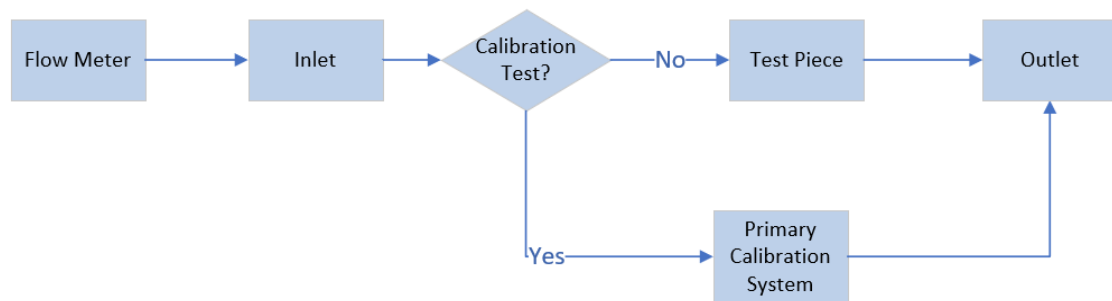 Flow Meter
Inlet
Calibration
Test?
No
Test Piece
Outlet
Yes
Primary
Calibration
System